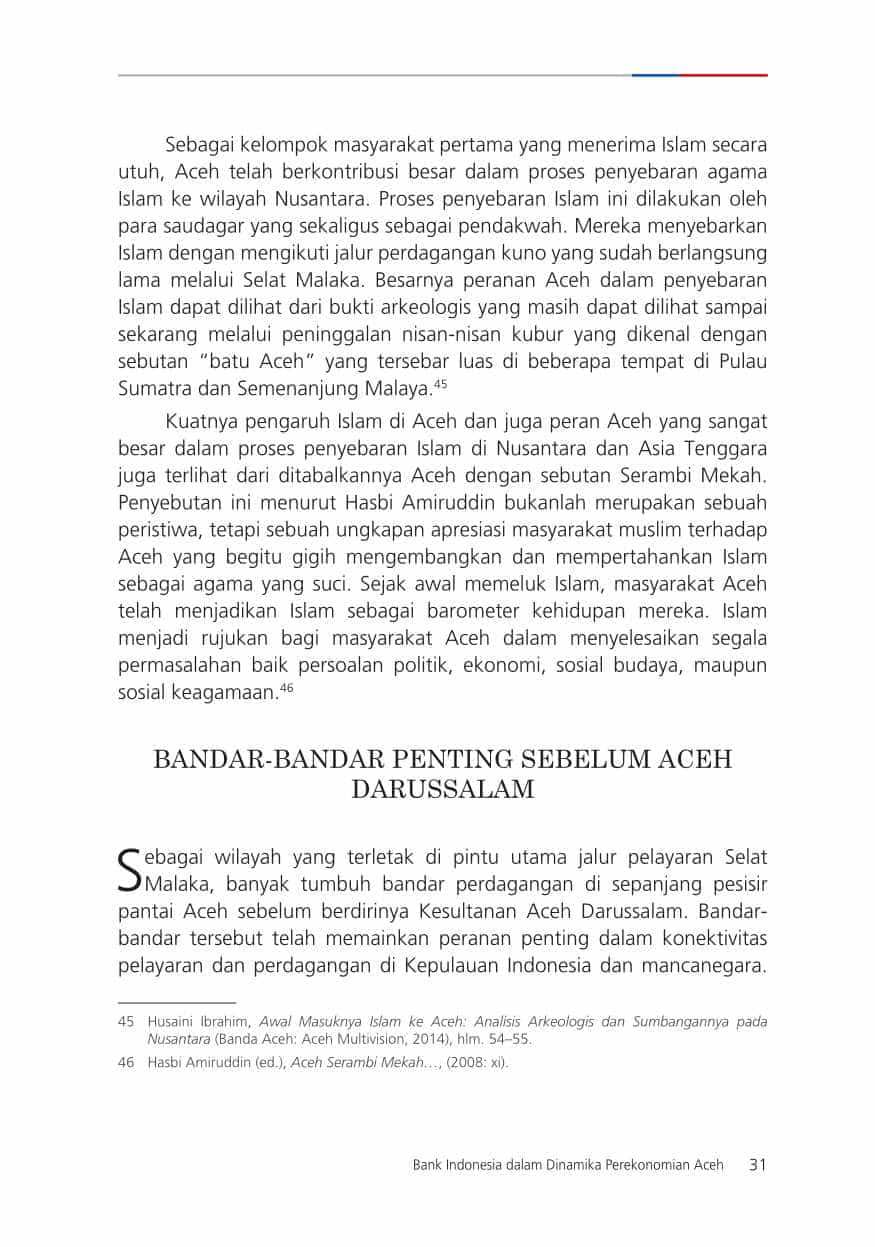 Sebagai kelompok masyarakat pertama yang menerima Islam secara
utuh, Aceh telah berkontribusi besar dalam proses penyebaran agama
Islam ke wilayah Nusantara. Proses penyebaran Islam ini dilakukan oleh
para saudagar yang sekaligus sebagai pendakwah. Mereka menyebarkan
Islam dengan mengikuti jalur perdagangan kuno yang sudah berlangsung
lama melalui Selat Malaka. Besarnya peranan Aceh dalam penyebaran
Islam dapat dilihat dari bukti arkeologis yang masih dapat dilihat sampai
sekarang melalui peninggalan nisan-nisan kubur yang dikenal dengan
sebutan “batu Aceh” yang tersebar luas di beberapa tempat di Pulau
Sumatra dan Semenanjung Malaya.45
Kuatnya pengaruh Islam di Aceh dan juga peran Aceh yang sangat
besar dalam proses penyebaran Islam di Nusantara dan Asia Tenggara
juga terlihat dari ditabalkannya Aceh dengan sebutan Serambi Mekah.
Penyebutan ini menurut Hasbi Amiruddin bukanlah merupakan sebuah
peristiwa, tetapi sebuah ungkapan apresiasi masyarakat muslim terhadap
Aceh yang begitu gigih mengembangkan dan mempertahankan Islam
sebagai agama yang suci. Sejak awal memeluk Islam, masyarakat Aceh
telah menjadikan Islam sebagai barometer kehidupan mereka. Islam
menjadi rujukan bagi masyarakat Aceh dalam menyelesaikan segala
permasalahan baik persoalan politik, ekonomi, sosial budaya, maupun
sosial keagamaan.46
BANDAR-BANDAR PENTING SEBELUM ACEH
DARUSSALAM
Sebagai wilayah yang terletak di pintu utama jalur pelayaran Selat
Malaka, banyak tumbuh bandar perdagangan di sepanjang pesisir
pantai Aceh sebelum berdirinya Kesultanan Aceh Darussalam. Bandar-
bandar tersebut telah memainkan peranan penting dalam konektivitas
pelayaran dan perdagangan di Kepulauan Indonesia dan mancanegara.
45 Husaini Ibrahim, Awal Masuknya Islam ke Aceh: Analisis Arkeologis dan Sumbangannya pada
Nusantara (Banda Aceh: Aceh Multivision, 2014), hlm. 54–55.
46 Hasbi Amiruddin (ed.), Aceh Serambi Mekah…, (2008: xi).
Bank Indonesia dalam Dinamika Perekonomian Aceh 31